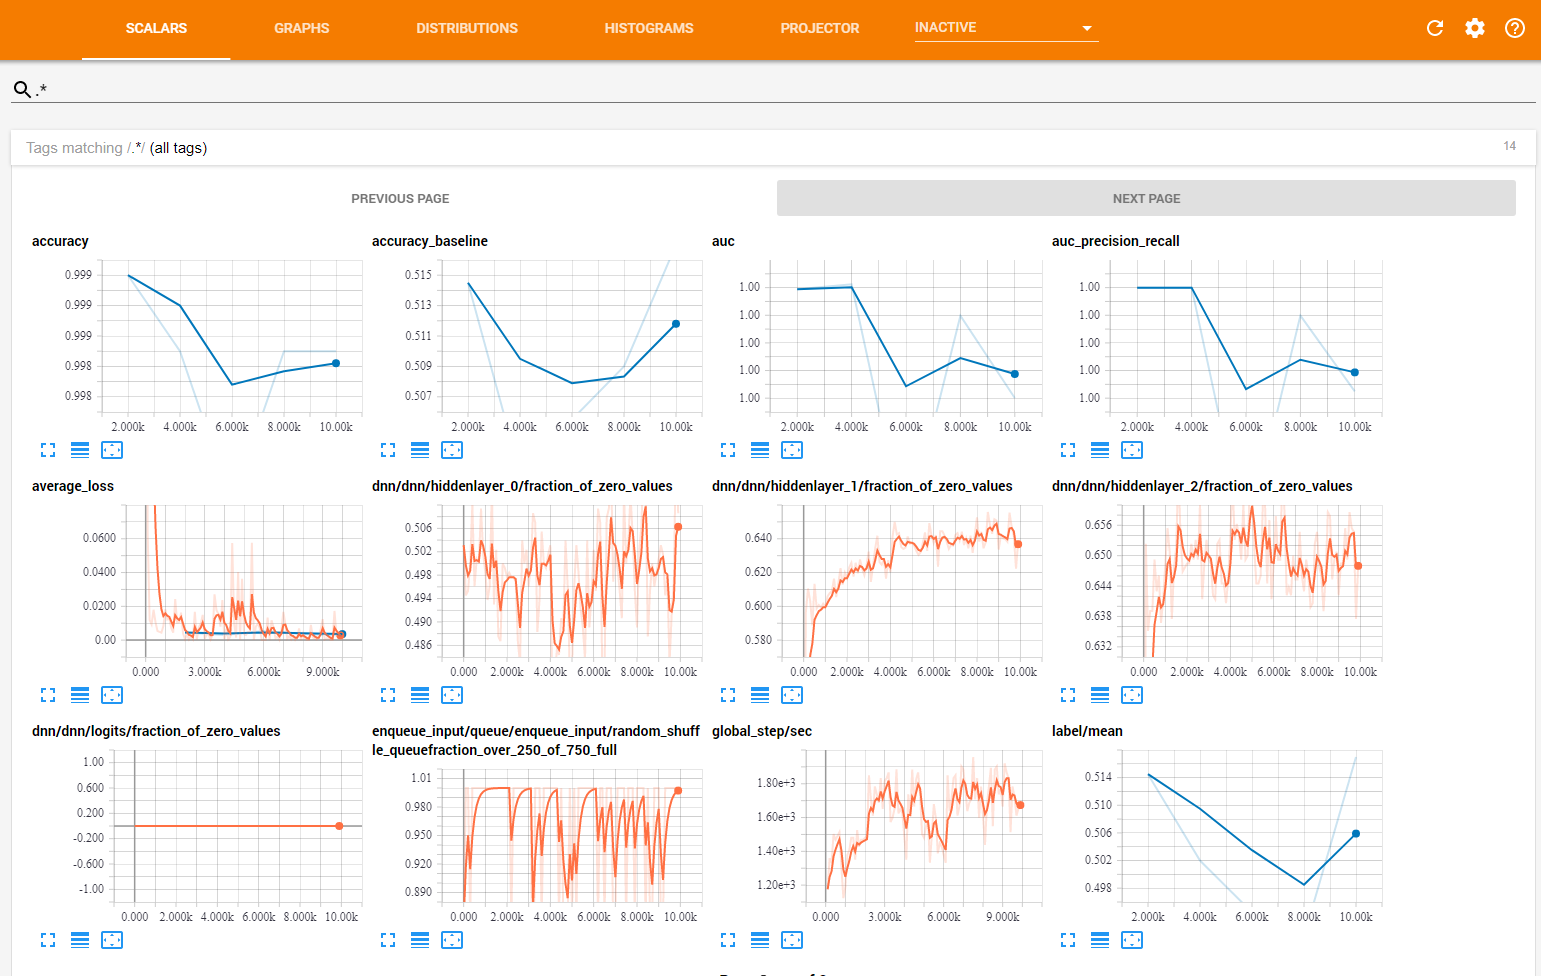 SCALARS GRAPHS DISTRIBUTIONS HISTOGRAMS PROJECTOR INACTIVE
.*
Tags matching /.*/ (all tags) 14
PREVIOUS PAGE NEXT PAGE
accuracy
0.999
0.999
0.999
0.998
0.998
2.000k 4.000k 6.000k 8.000k 10.00k
accuracy_baseline
0.515
0.513
0.511
0.509
0.507
2.000k 4.000k 6.000k 8.000k 10.00k
auc
1.00
1.00
1.00
1.00
1.00
2.000k 4.000k 6.000k 8.000k 10.00k
auc_precision_recall
1.00
1.00
1.00
1.00
1.00
2.000k 4.000k 6.000k 8.000k 10.00k
average_loss
0.0600
0.0400
0.0200
0.00
0.000 3.000k 6.000k 9.000k
dnn/dnn/hiddenlayer_0/fraction_of_zero_values
0.506
0.502
0.498
0.494
0.490
0.486
0.000 2.000k 4.000k 6.000k 8.000k 10.00k
dnn/dnn/hiddenlayer_1/fraction_of_zero_values
0.640
0.620
0.600
0.580
0.000 2.000k 4.000k 6.000k 8.000k 10.00k
dnn/dnn/hiddenlayer_2/fraction_of_zero_values
0.656
0.650
0.644
0.638
0.632
0.000 2.000k 4.000k 6.000k 8.000k 10.00k
dnn/dnn/logits/fraction_of_zero_values
1.00
0.600
0.200
-0.200
-0.600
-1.00
0.000 2.000k 4.000k 6.000k 8.000k 10.00k
enqueue_input/queue/enqueue_input/random_shuff
le_queuefraction_over_250_of_750_full
1.01
0.980
0.950
0.920
0.890
0.000 2.000k 4.000k 6.000k 8.000k 10.00k
global_step/sec
1.80e+3
1.60e+3
1.40e+3
1.20e+3
0.000 3.000k 6.000k 9.000k
label/mean
0.514
0.510
0.506
0.502
0.498
2.000k 4.000k 6.000k 8.000k 10.00k